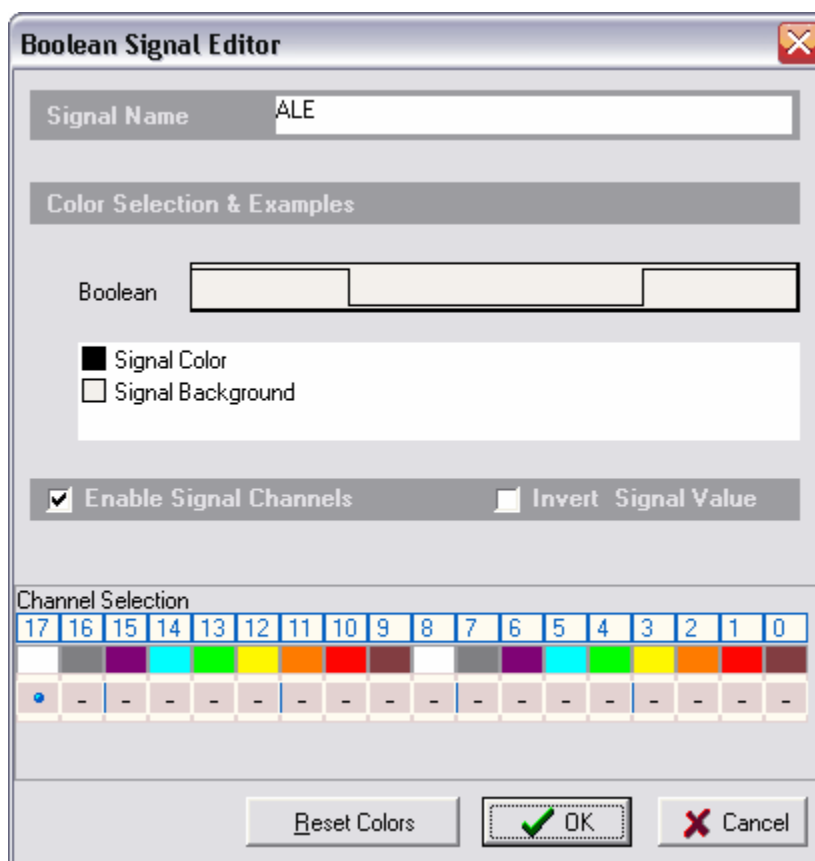 Boolean Signal Editor
Signal Name ALE
Color Selection & Examples
Boolean
Signal Color
Signal Background
Enable Signal Channels Invert Signal Value
Channel Selection
17 16 15 14 13 12 11 10 9 8 7 6 5 4 3 2 1 0
- - - - - - - - - - - - - - - - -
Reset Colors OK Cancel